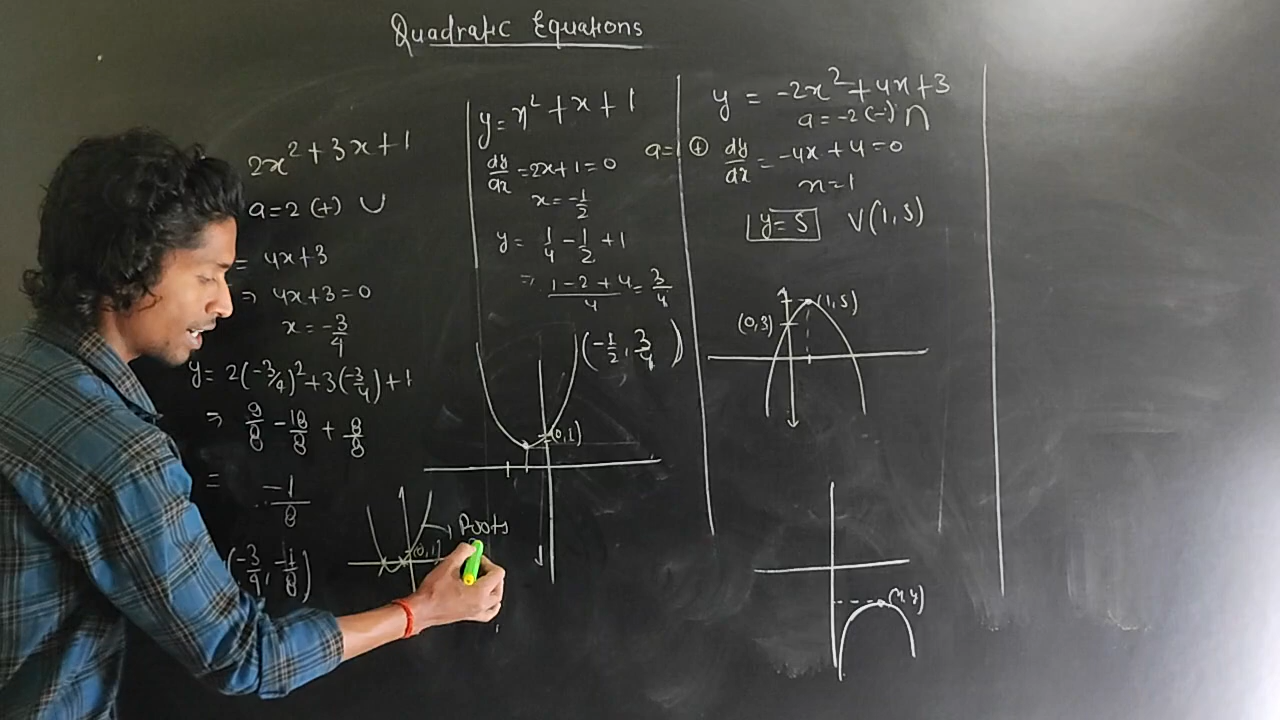 Quadratic Equations
2x² + 3x + 1
a = 2 (+) ∪
= 4x + 3
⇒ 4x + 3 = 0
x = -3/4
y = 2(-3/4)² + 3(-3/4) + 1
⇒ 9/8 - 18/8 + 8/8
= -1/8
(-3/4, -1/8)
(0,1)
Roots
y = x² + x + 1
a = 1 ⊕
dy/dx = 2x + 1 = 0
x = -1/2
y = 1/4 - 1/2 + 1
⇒ (1 - 2 + 4)/4 = 3/4
(-1/2, 3/4)
(0,1)
y = -2x² + 4x + 3
a = -2 (-) ∩
dy/dx = -4x + 4 = 0
x = 1
y = 5 V(1,5)
(1,5)
(0,3)
(x,y)